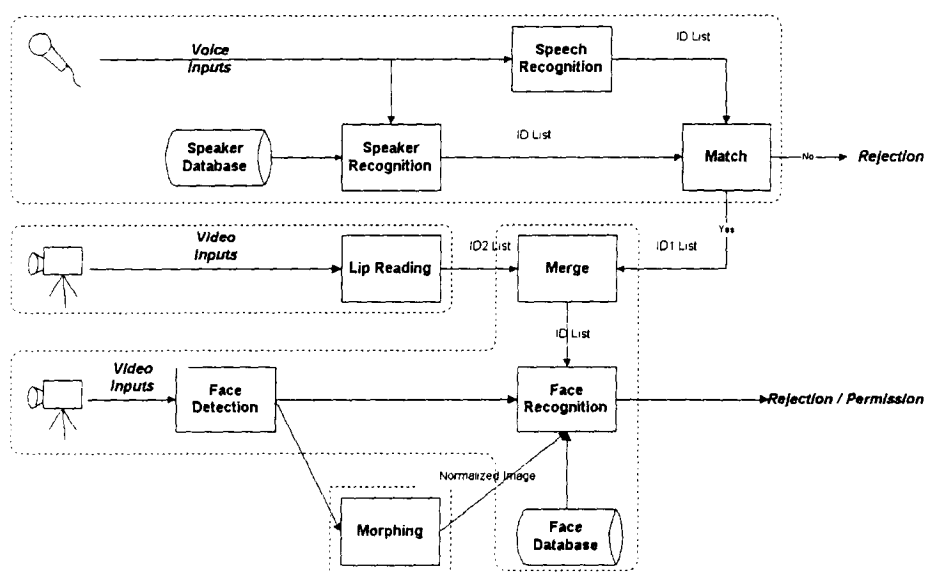 Voice
Inputs
Speech
Recognition
ID List
Speaker
Database
Speaker
Recognition
ID List
Match
No
Rejection
Yes
Video
Inputs
Lip Reading
ID2 List
Merge
ID1 List
ID List
Video
Inputs
Face
Detection
Face
Recognition
Rejection / Permission
Normalized Image
Morphing
Face
Database